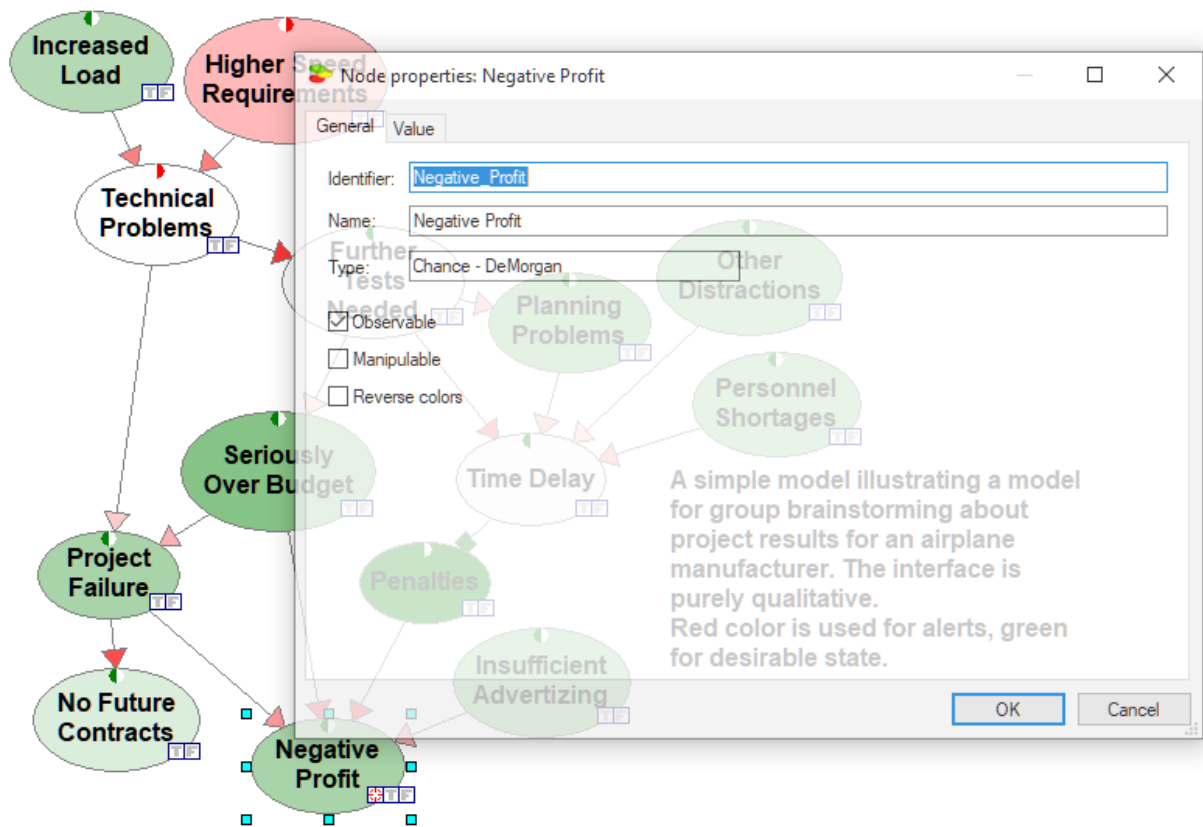 Increased
Load
T F
Higher Speed
Requirements
T F
Node properties: Negative Profit
General
Value
Identifier:
Negative_Profit
Name:
Negative Profit
Type:
Chance - DeMorgan
Observable
Manipulable
Reverse colors
Technical
Problems
T F
Further
Tests
Needed
T F
Planning
Problems
T F
Other
Distractions
T F
Personnel
Shortages
T F
Seriously
Over Budget
T F
Time Delay
T F
A simple model illustrating a model
for group brainstorming about
project results for an airplane
manufacturer. The interface is
purely qualitative.
Red color is used for alerts, green
for desirable state.
Project
Failure
T F
Penalties
T F
Insufficient
Advertizing
T F
No Future
Contracts
T F
Negative
Profit
T F
OK
Cancel